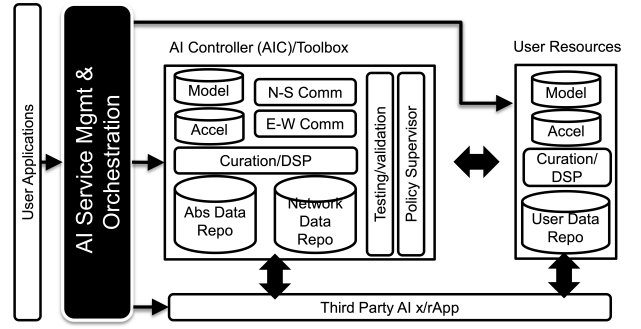 User Applications
AI Service Mgmt &
Orchestration
AI Controller (AIC)/Toolbox
Model
N-S Comm
Accel
E-W Comm
Curation/DSP
Abs Data
Repo
Network
Data
Repo
Testing/validation
Policy Supervisor
User Resources
Model
Accel
Curation/
DSP
User Data
Repo
Third Party AI x/rApp